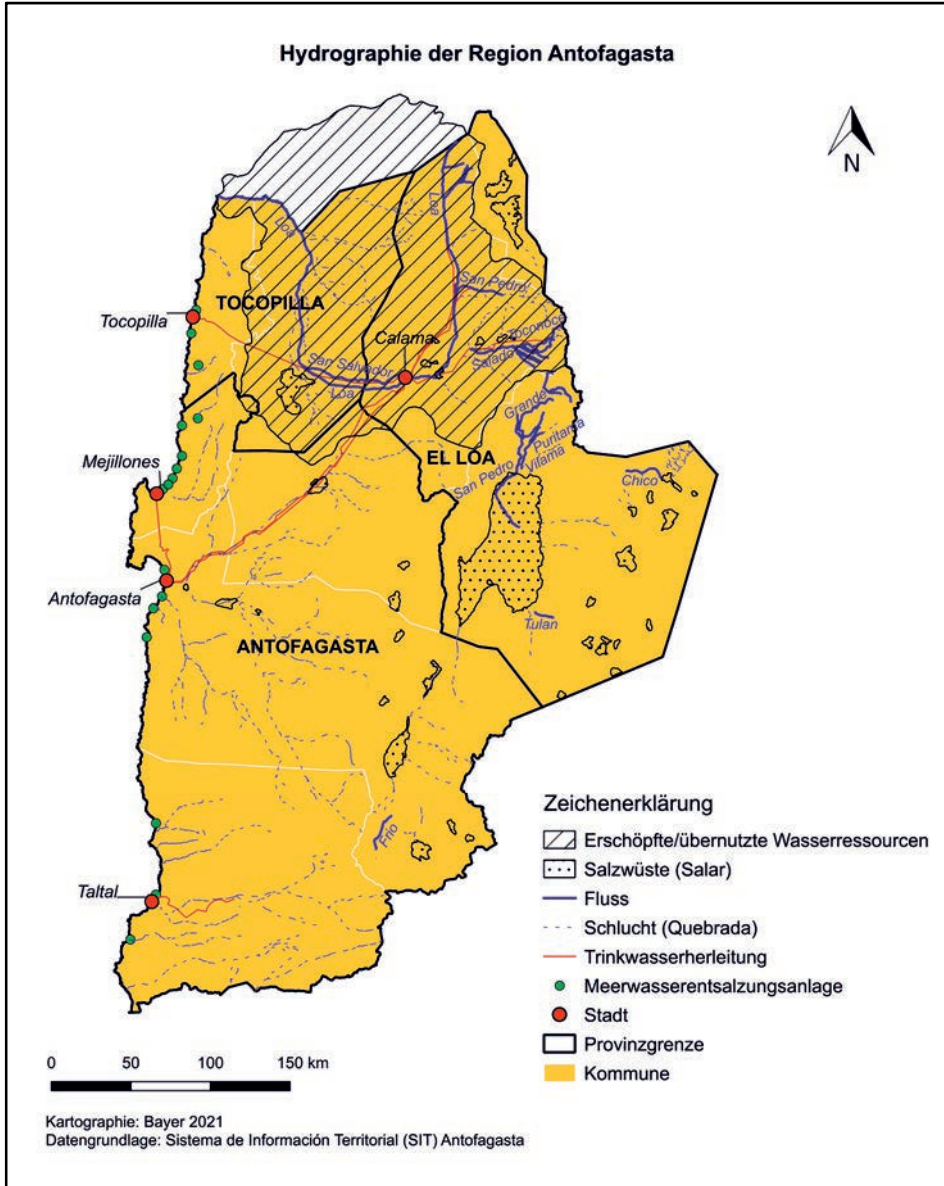 Hydrographie der Region Antofagasta
N
Loa
Loa
San Pedro
TOCOPILLA
Tocopilla
Calama
Toconoce
Salado
San Salvador
Loa
Grande
Puritama
EL LOA
Vilama
San Pedro
Chico
Mejillones
Antofagasta
Tulan
ANTOFAGASTA
Frio
Taltal
Zeichenerklärung
Erschöpfte/übernutzte Wasserressourcen
Salzwüste (Salar)
Fluss
Schlucht (Quebrada)
Trinkwasserherleitung
Meerwasserentsalzungsanlage
Stadt
Provinzgrenze
Kommune
0 50 100 150 km
Kartographie: Bayer 2021
Datengrundlage: Sistema de Información Territorial (SIT) Antofagasta